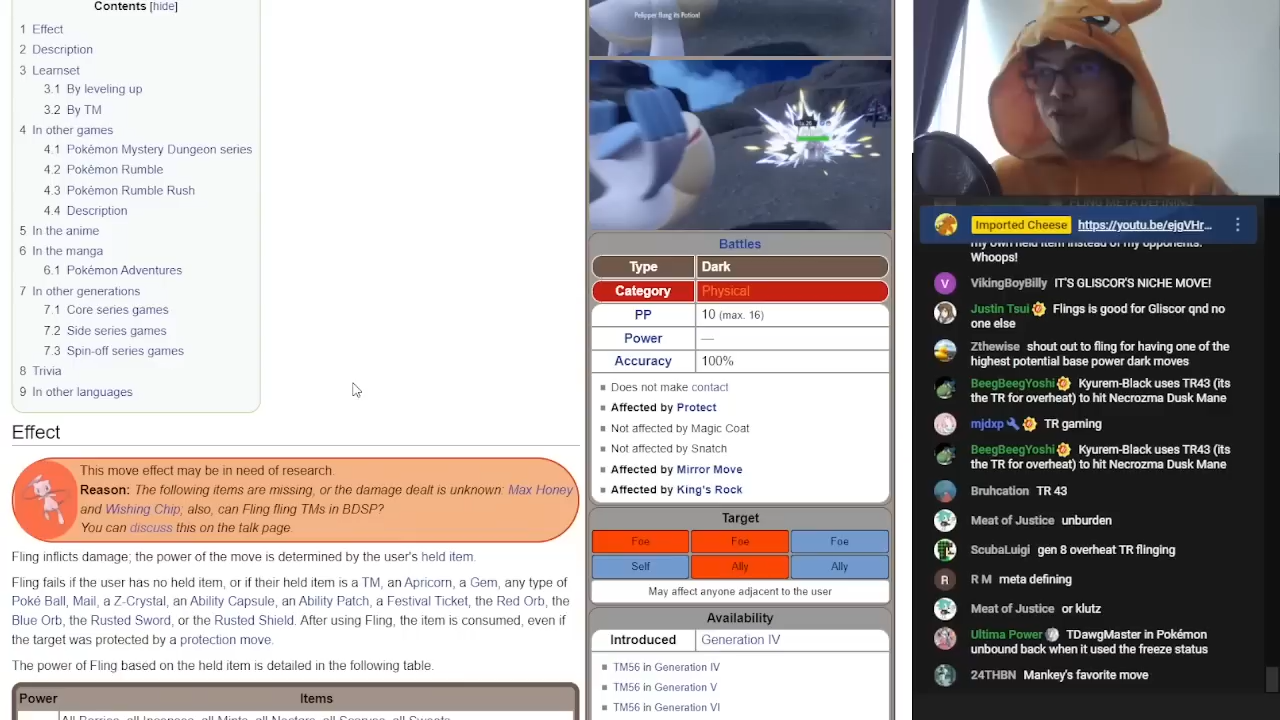 Contents [hide]
1 Effect
2 Description
3 Learnset
3.1 By leveling up
3.2 By TM
4 In other games
4.1 Pokémon Mystery Dungeon series
4.2 Pokémon Rumble
4.3 Pokémon Rumble Rush
4.4 Description
5 In the anime
6 In the manga
6.1 Pokémon Adventures
7 In other generations
7.1 Core series games
7.2 Side series games
7.3 Spin-off series games
8 Trivia
9 In other languages
Effect
This move effect may be in need of research.
Reason: The following items are missing, or the damage dealt is unknown: Max Honey
and Wishing Chip, also, can Fling fling TMs in BDSP?
You can discuss this on the talk page.
Fling inflicts damage; the power of the move is determined by the user's held item.
Fling fails if the user has no held item, or if their held item is a TM, an Apricorn, a Gem, any type of
Poké Ball, Mail, a Z-Crystal, an Ability Capsule, an Ability Patch, a Festival Ticket, the Red Orb, the
Blue Orb, the Rusted Sword, or the Rusted Shield. After using Fling, the item is consumed, even if
the target was protected by a protection move.
The power of Fling based on the held item is detailed in the following table.
Power Items
All Berries, all Incenses, all Mints, all Nectars, all Scarves, all Sweets
Pelipper flung its Potion!
Battles
Type Dark
Category Physical
PP 10 (max. 16)
Power —
Accuracy 100%
Does not make contact
Affected by Protect
Not affected by Magic Coat
Not affected by Snatch
Affected by Mirror Move
Affected by King's Rock
Target
Foe Foe Foe
Self Ally Ally
May affect anyone adjacent to the user
Availability
Introduced Generation IV
TM56 in Generation IV
TM56 in Generation V
TM56 in Generation VI
FLING META DEFINING
Imported Cheese https://youtu.be/ejgVHr...
my own held item instead of my opponents.
Whoops!
VikingBoyBilly IT'S GLISCOR'S NICHE MOVE!
Justin Tsui Flings is good for Gliscor qnd no
one else
Zthewise shout out to fling for having one of the
highest potential base power dark moves
BeegBeegYoshi Kyurem-Black uses TR43 (its
the TR for overheat) to hit Necrozma Dusk Mane
mjdxp TR gaming
BeegBeegYoshi Kyurem-Black uses TR43 (its
the TR for overheat) to hit Necrozma Dusk Mane
Bruhcation TR 43
Meat of Justice unburden
ScubaLuigi gen 8 overheat TR flinging
R M meta defining
Meat of Justice or klutz
Ultima Power TDawgMaster in Pokémon
unbound back when it used the freeze status
24THBN Mankey's favorite move